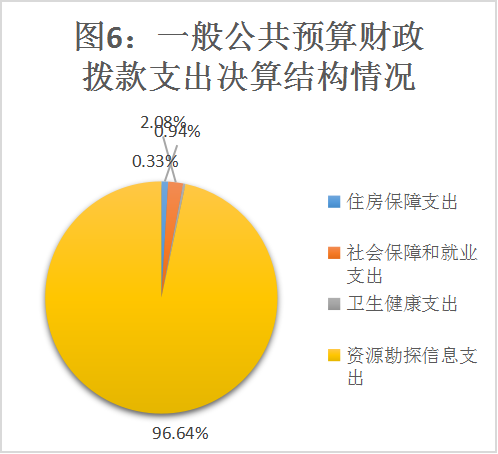 图6：一般公共预算财政
拨款支出决算结构情况
2.08%
0.94%
0.33%
96.64%
住房保障支出
社会保障和就业
支出
卫生健康支出
资源勘探信息支
出